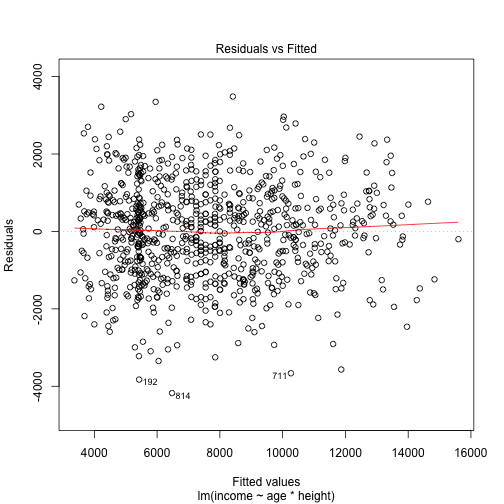 Residuals vs Fitted
Residuals
4000
2000
0
-2000
-4000
192
814
711
4000 6000 8000 10000 12000 14000 16000
Fitted values
lm(income ~ age * height)